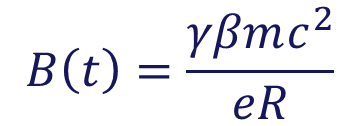 B(t) = γβmc² / eR